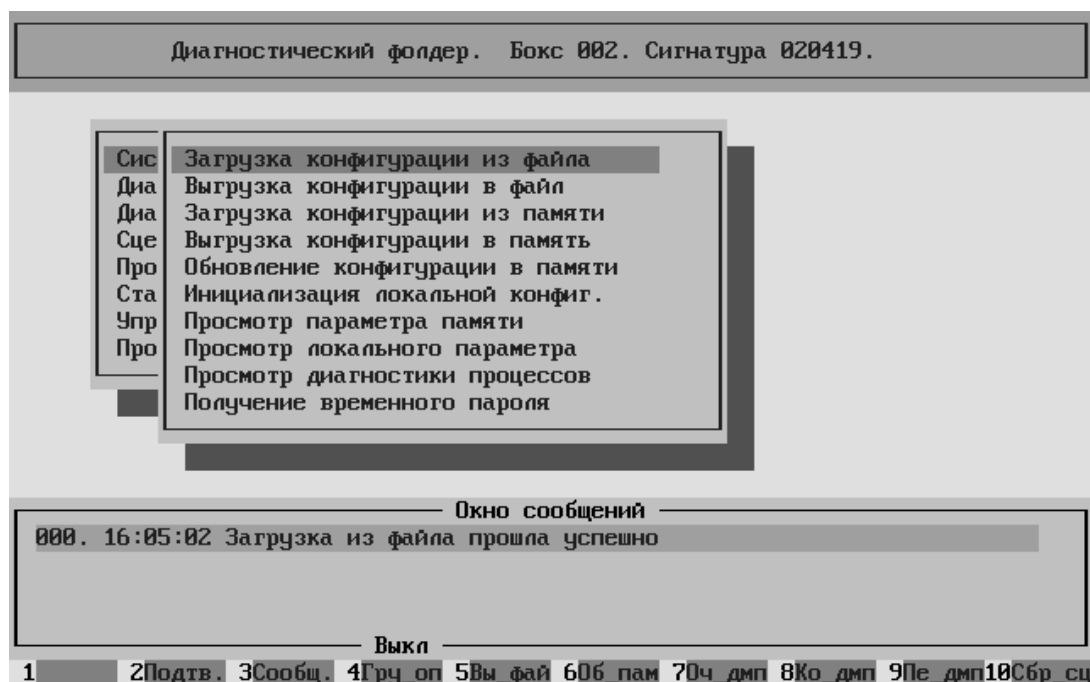 Диагностический фолдер. Бокс 002. Сигнатура 020419.
Сис
Диа
Диа
Сце
Про
Ста
Упр
Про
Загрузка конфигурации из файла
Выгрузка конфигурации в файл
Загрузка конфигурации из памяти
Выгрузка конфигурации в память
Обновление конфигурации в памяти
Инициализация локальной конфиг.
Просмотр параметра памяти
Просмотр локального параметра
Просмотр диагностики процессов
Получение временного пароля
Окно сообщений
000. 16:05:02 Загрузка из файла прошла успешно
Выкл
1 2Подтв. 3Сообщ. 4Гру оп 5Вы фай 6Об пам 7Оч дмп 8Ко дмп 9Пе дмп10Сбр сц